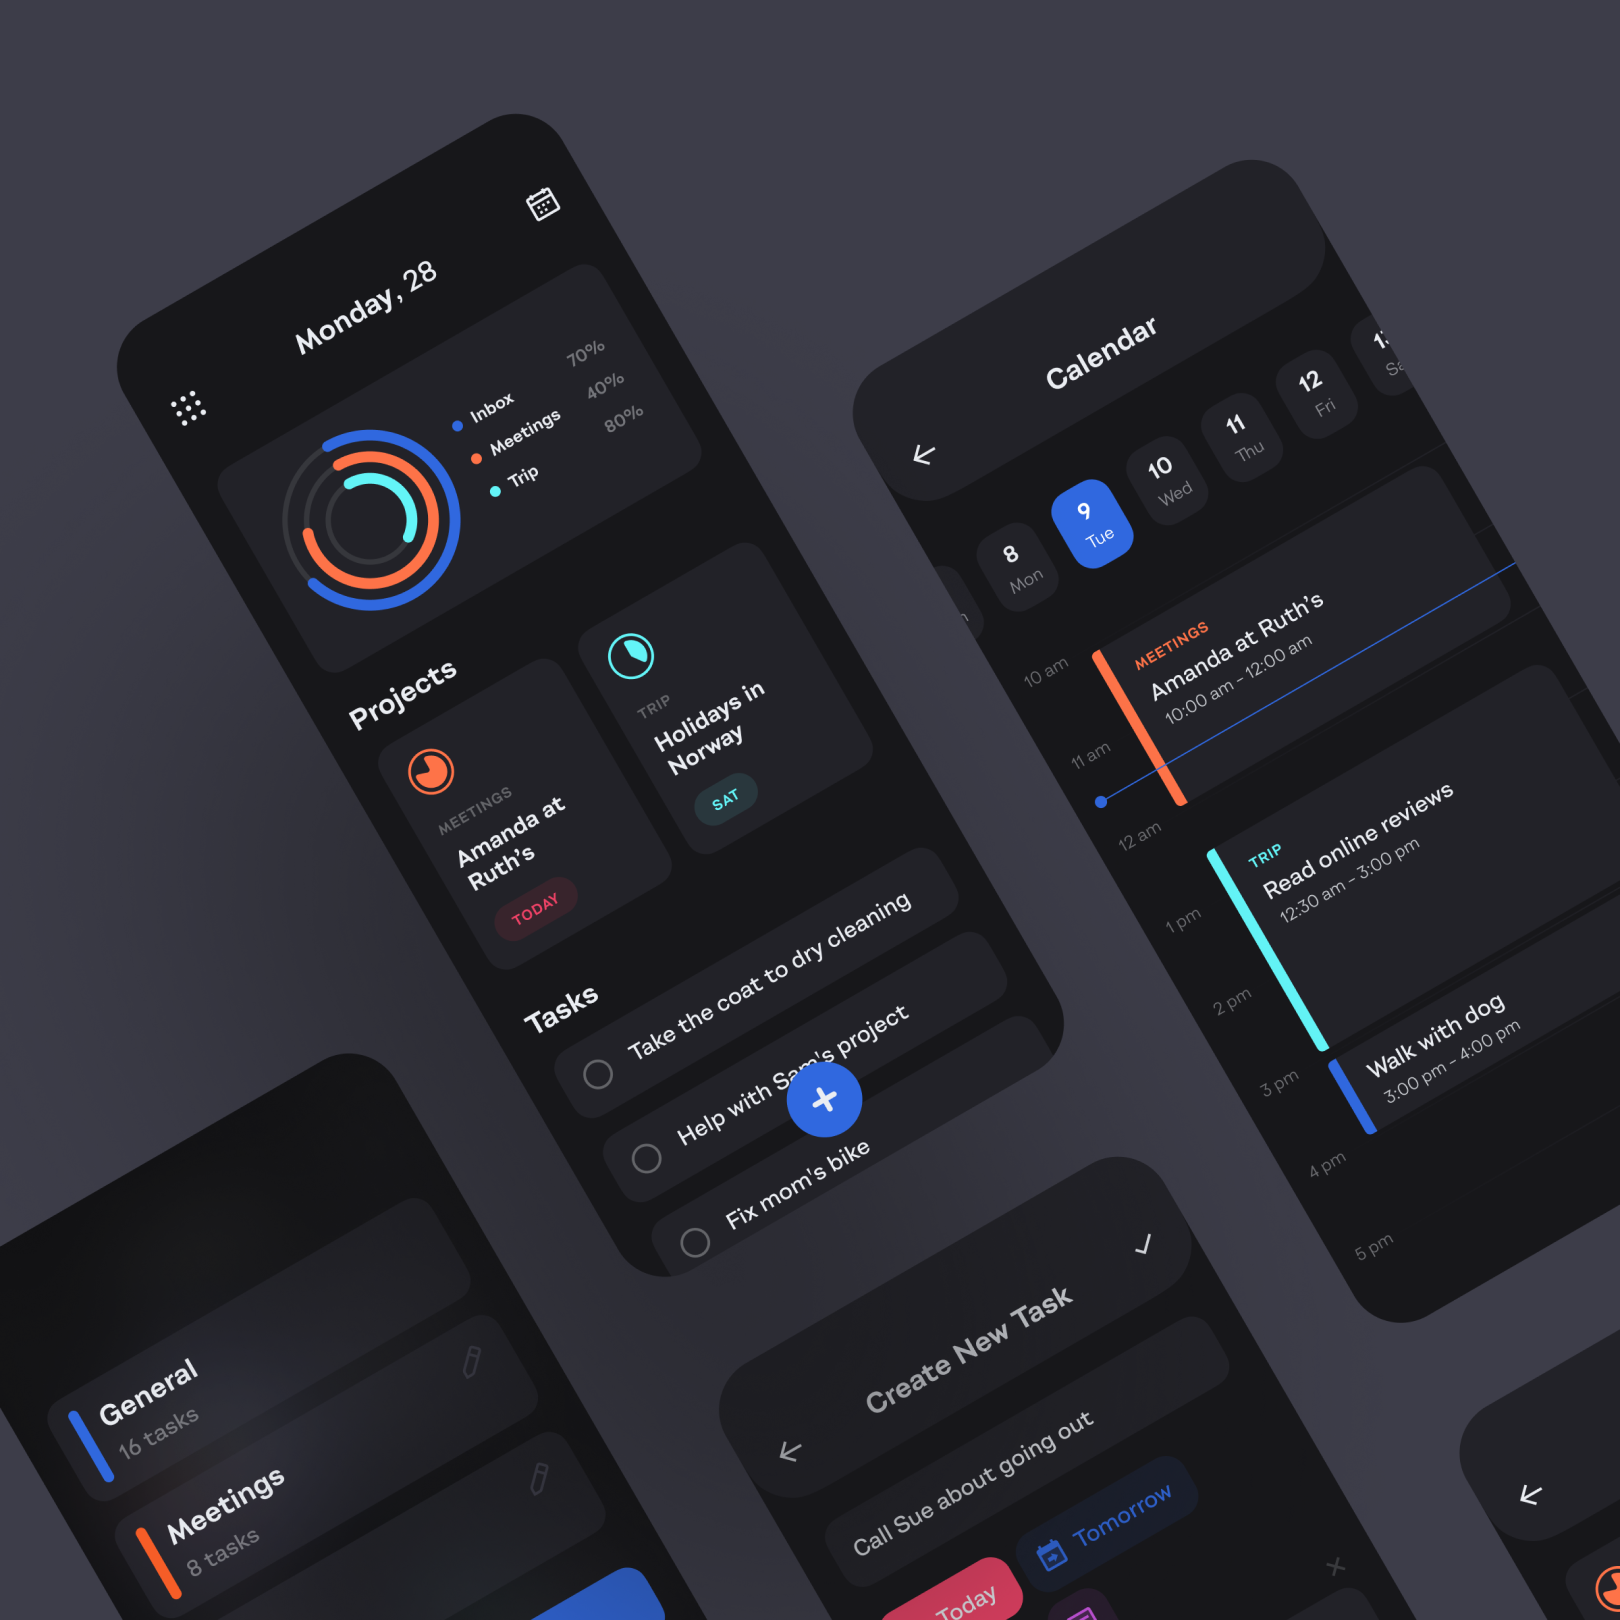 Monday, 28
Inbox 70%
Meetings 40%
Trip 80%
Projects
MEETINGS
Amanda at
Ruth's
TODAY
TRIP
Holidays in
Norway
SAT
Tasks
Take the coat to dry cleaning
Help with Sam's project
Fix mom's bike
Calendar
8
Mon
9
Tue
10
Wed
11
Thu
12
Fri
10 am
11 am
12 am
1 pm
2 pm
3 pm
4 pm
5 pm
MEETINGS
Amanda at Ruth's
10:00 am - 12:00 am
TRIP
Read online reviews
12:30 am - 3:00 pm
Walk with dog
3:00 pm - 4:00 pm
General
16 tasks
Meetings
8 tasks
Create New Task
Call Sue about going out
Today
Tomorrow